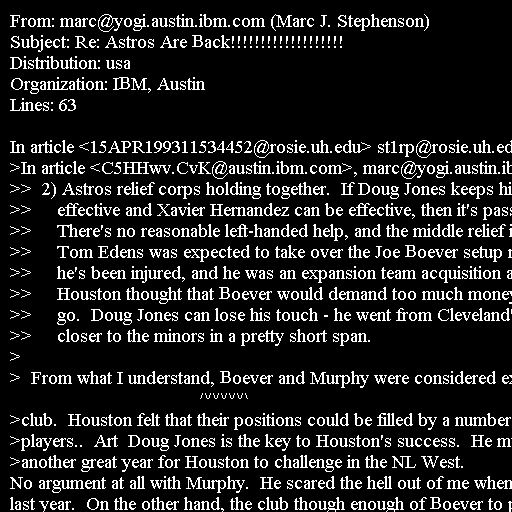 From: marc@yogi.austin.ibm.com (Marc J. Stephenson)
Subject: Re: Astros Are Back!!!!!!!!!!!!!!!!!!!
Distribution: usa
Organization: IBM, Austin
Lines: 63

In article <15APR199311534452@rosie.uh.edu> st1rp@rosie.uh.ed
>In article <C5HHwv.CvK@austin.ibm.com>, marc@yogi.austin.ib
>>  2) Astros relief corps holding together.  If Doug Jones keeps hi
>>     effective and Xavier Hernandez can be effective, then it's pass
>>     There's no reasonable left-handed help, and the middle relief i
>>     Tom Edens was expected to take over the Joe Boever setup r
>>     he's been injured, and he was an expansion team acquisition a
>>     Houston thought that Boever would demand too much money
>>     go.  Doug Jones can lose his touch - he went from Cleveland'
>>     closer to the minors in a pretty short span.
>
>  From what I understand, Boever and Murphy were considered ex
^^^^^^
>club.  Houston felt that their positions could be filled by a number
>players..  Art  Doug Jones is the key to Houston's success.  He m
>another great year for Houston to challenge in the NL West.
No argument at all with Murphy.  He scared the hell out of me when
last year.  On the other hand, the club though enough of Boever to p